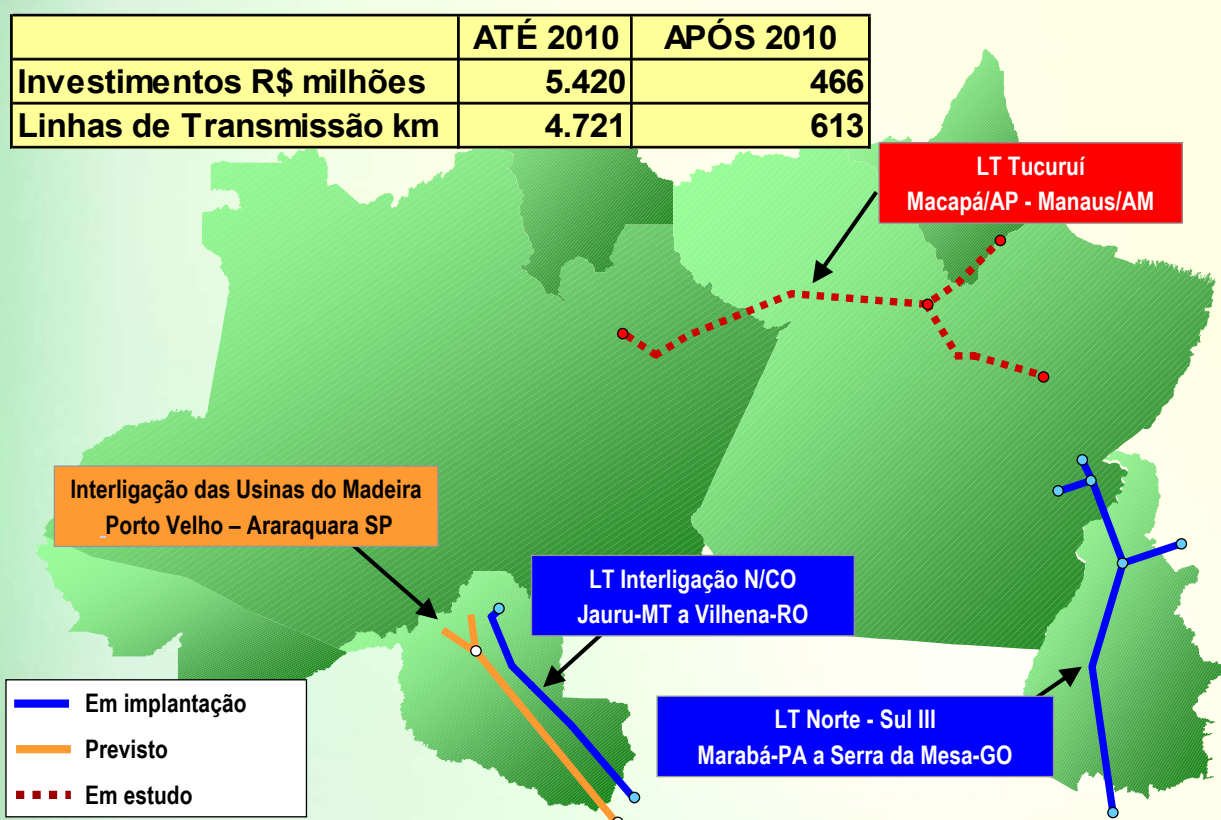 ATÉ 2010 APÓS 2010
Investimentos R$ milhões 5.420 466
Linhas de Transmissão km 4.721 613
LT Tucuruí
Macapá/AP - Manaus/AM
Interligação das Usinas do Madeira
Porto Velho – Araraquara SP
LT Interligação N/CO
Jauru-MT a Vilhena-RO
LT Norte - Sul III
Marabá-PA a Serra da Mesa-GO
Em implantação
Previsto
Em estudo